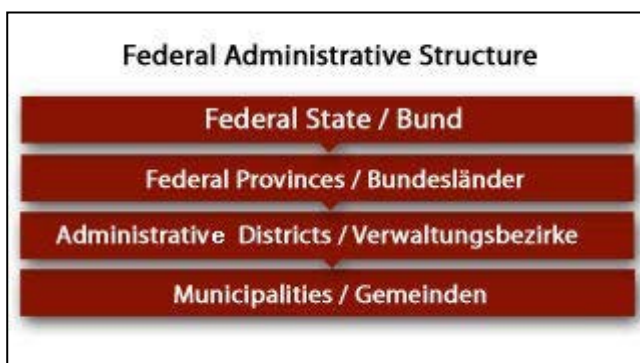 Federal Administrative Structure
Federal State / Bund
Federal Provinces / Bundesländer
Administrative Districts / Verwaltungsbezirke
Municipalities / Gemeinden